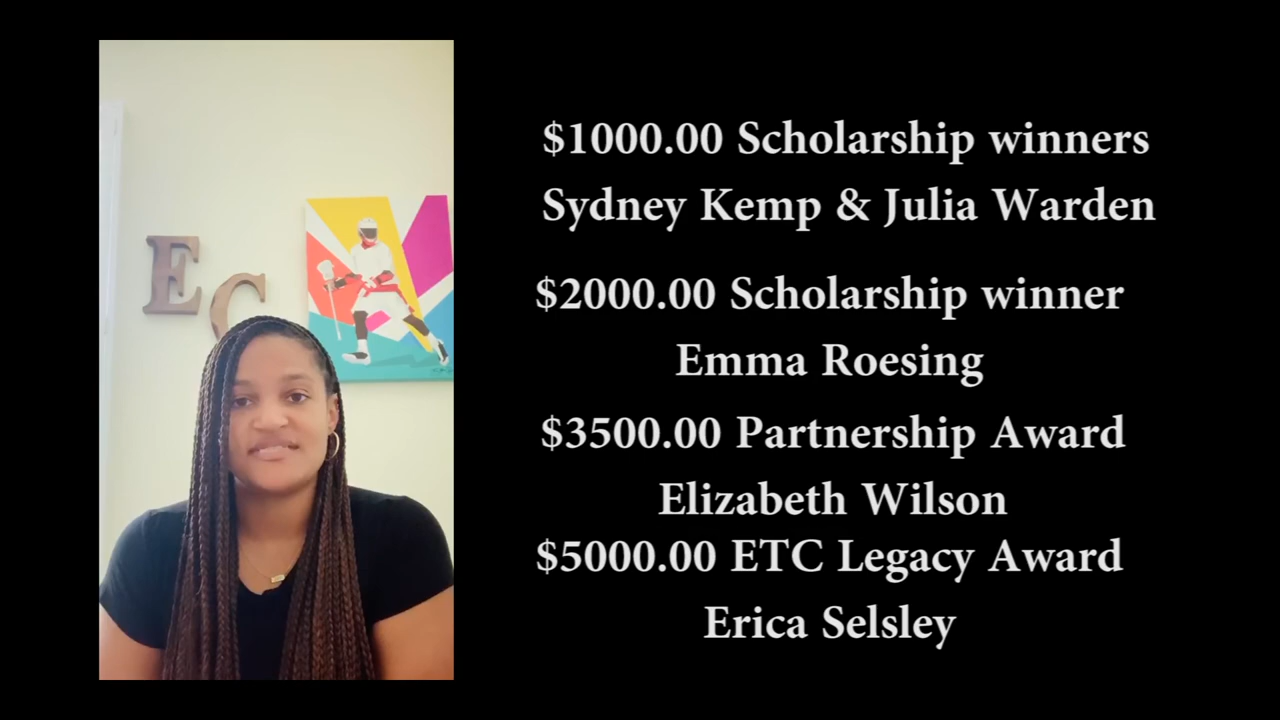 E
C
$1000.00 Scholarship winners
Sydney Kemp & Julia Warden
$2000.00 Scholarship winner
Emma Roesing
$3500.00 Partnership Award
Elizabeth Wilson
$5000.00 ETC Legacy Award
Erica Selsley